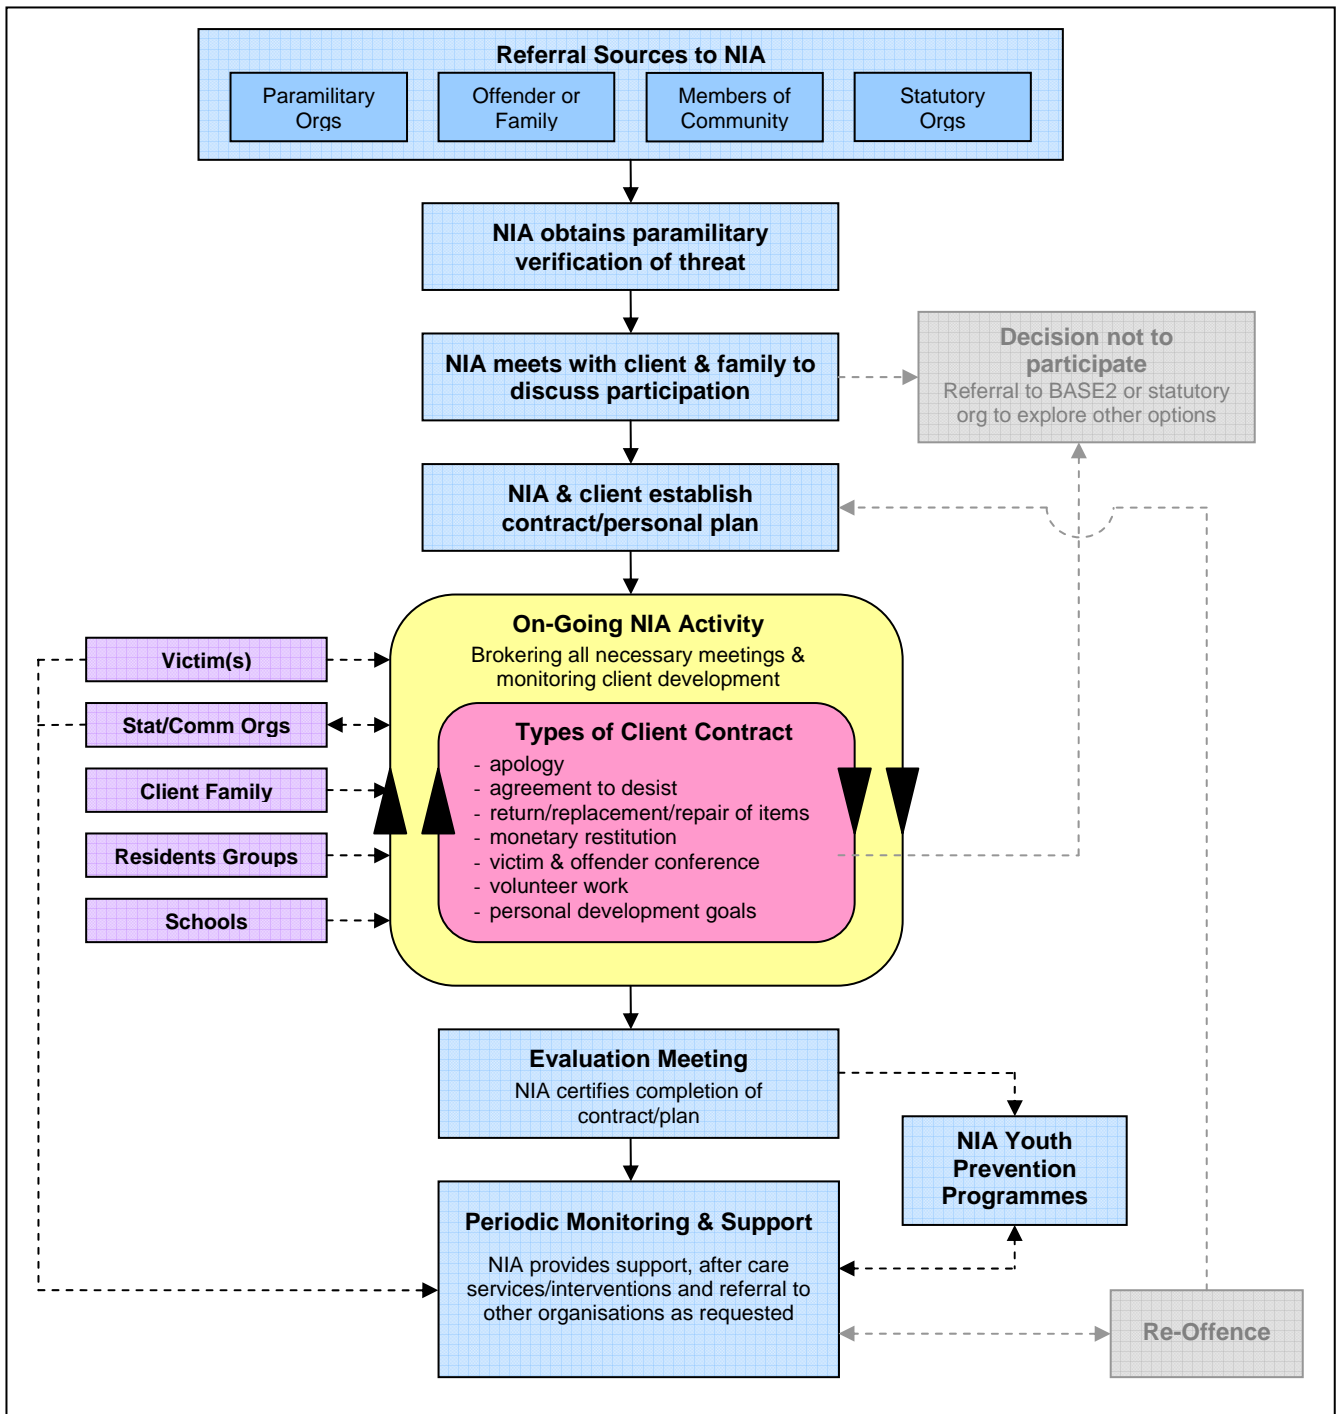 Referral Sources to NIA
Paramilitary
Orgs
Offender or
Family
Members of
Community
Statutory
Orgs
NIA obtains paramilitary
verification of threat
NIA meets with client & family to
discuss participation
Decision not to
participate
Referral to BASE2 or statutory
org to explore other options
NIA & client establish
contract/personal plan
On-Going NIA Activity
Brokering all necessary meetings &
monitoring client development
Victim(s)
Stat/Comm Orgs
Client Family
Residents Groups
Schools
Types of Client Contract
- apology
- agreement to desist
- return/replacement/repair of items
- monetary restitution
- victim & offender conference
- volunteer work
- personal development goals
Evaluation Meeting
NIA certifies completion of
contract/plan
NIA Youth
Prevention
Programmes
Periodic Monitoring & Support
NIA provides support, after care
services/interventions and referral to
other organisations as requested
Re-Offence